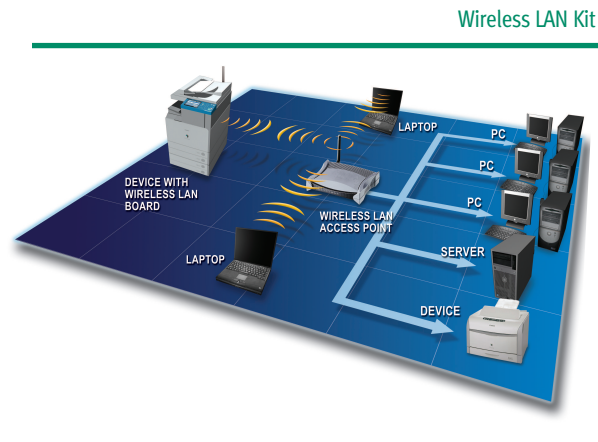 Wireless LAN Kit
LAPTOP
PC
PC
PC
DEVICE WITH
WIRELESS LAN
BOARD
WIRELESS LAN
ACCESS POINT
LAPTOP
SERVER
DEVICE